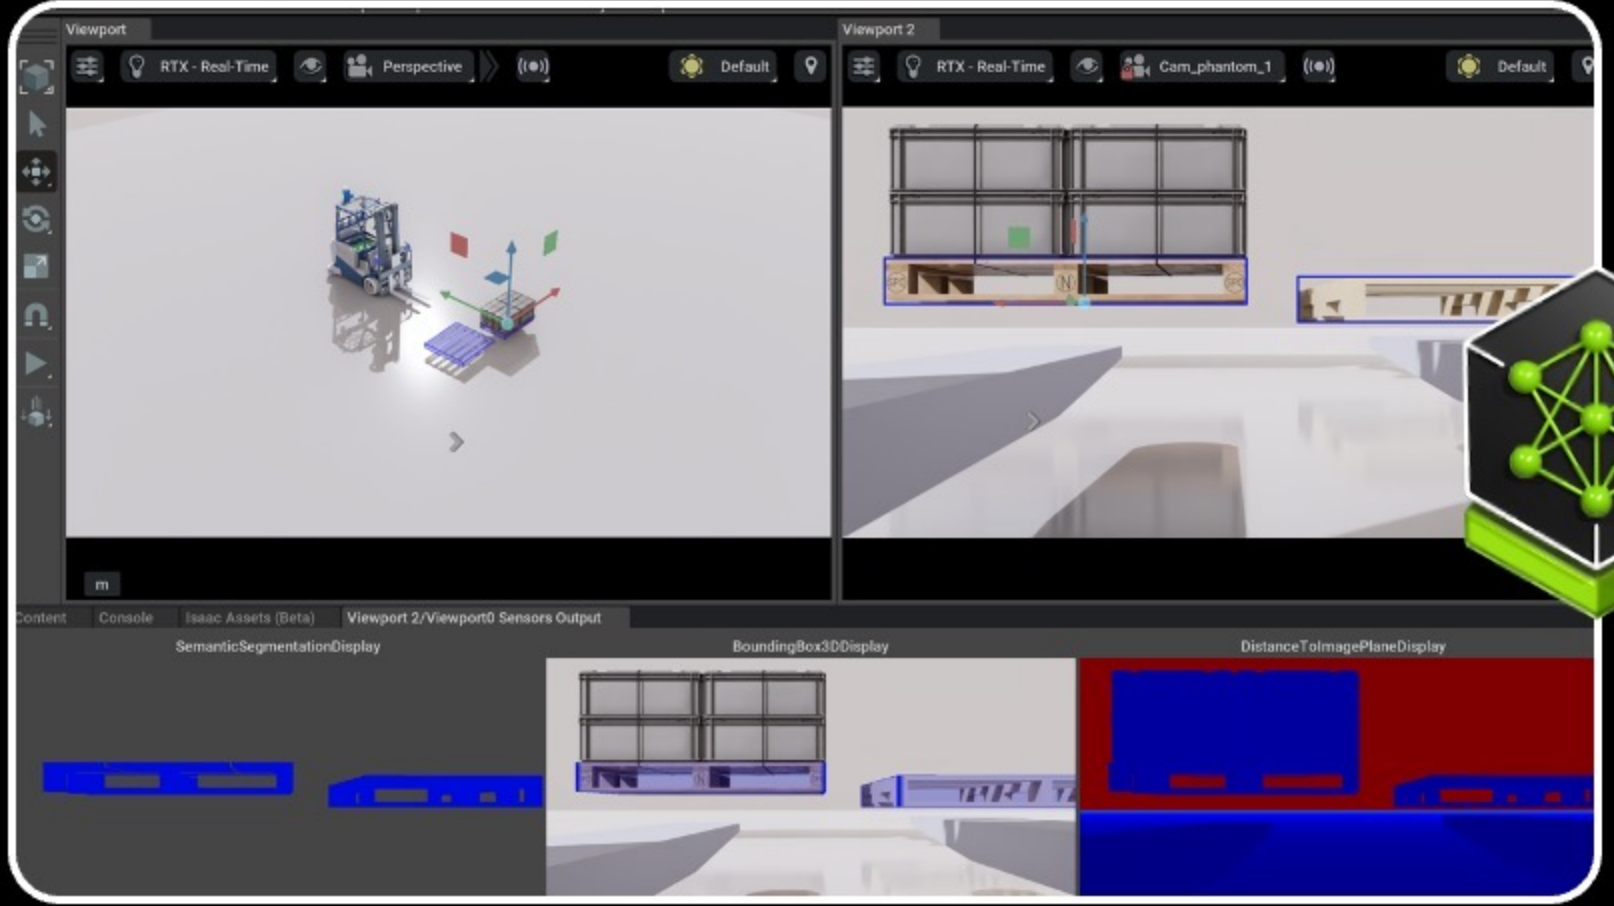 Viewport
Viewport 2
RTX - Real-Time
Perspective
Default
RTX - Real-Time
Cam_phantom_1
Default
m
Content
Console
Isaac Assets (Beta)
Viewport 2/Viewport0 Sensors Output
SemanticSegmentationDisplay
BoundingBox3DDisplay
DistanceToImagePlaneDisplay